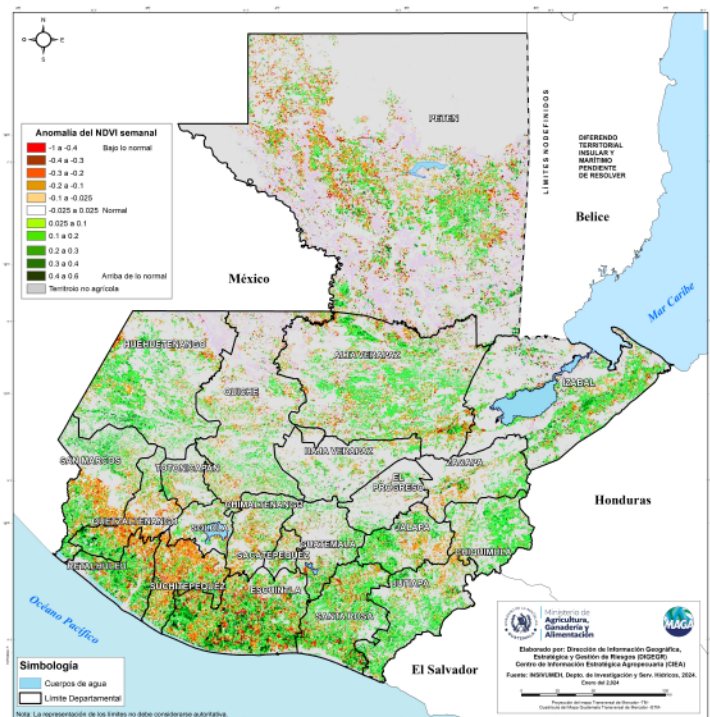 N
E
S
PETEN
LÍMITES NODEFINIDOS
DIFERENDO
TERRITORIAL
INSULAR Y
MARÍTIMO
PENDIENTE
DE RESOLVER
Belice
Anomalía del NDVI semanal
-1 a -0.4 Bajo lo normal
-0.4 a -0.3
-0.3 a -0.2
-0.2 a -0.1
-0.1 a -0.025
-0.025 a 0.025 Normal
0.025 a 0.1
0.1 a 0.2
0.2 a 0.3
0.3 a 0.4
0.4 a 0.6 Arriba de lo normal
Territroio no agrícola
México
Mar Caribe
HUEHUETENANGO
ALTA VERAPAZ
QUICHE
IZABAL
SAN MARCOS
TOTONICAPAN
BAJA VERAPAZ
ZACAPA
EL
PROGRESO
Honduras
QUETZALTENANGO
SOLOLA
CHIMALTENANGO
GUATEMALA
JALAPA
CHIQUIMULA
SACATEPEQUEZ
RETALHULEU
SUCHITEPEQUEZ
ESCUINTLA
JUTIAPA
SANTA ROSA
Océano Pacífico
El Salvador
Simbología
Cuerpos de agua
Límite Departamental
Nota: La representación de los límites no debe considerarse autoritativa.
Ministerio de
Agricultura,
Ganadería y
Alimentación
MAGA
Elaborado por: Dirección de Información Geográfica,
Estratégica y Gestión de Riesgos (DIGEGR)
Centro de Información Estratégica Agropecuaria (CIEA)
Fuente: INSIVUMEH, Depto. de Investigación y Serv. Hídricos, 2024.
Enero del 2,024